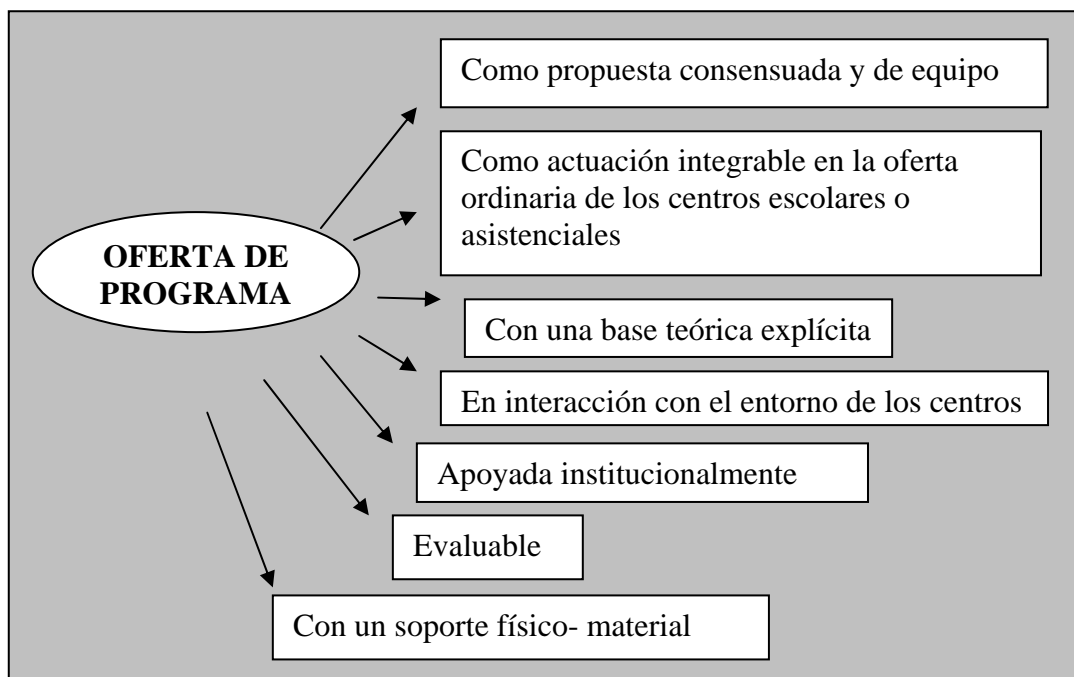 Como propuesta consensuada y de equipo
Como actuación integrable en la oferta
ordinaria de los centros escolares o
asistenciales
OFERTA DE
PROGRAMA
Con una base teórica explícita
En interacción con el entorno de los centros
Apoyada institucionalmente
Evaluable
Con un soporte físico- material